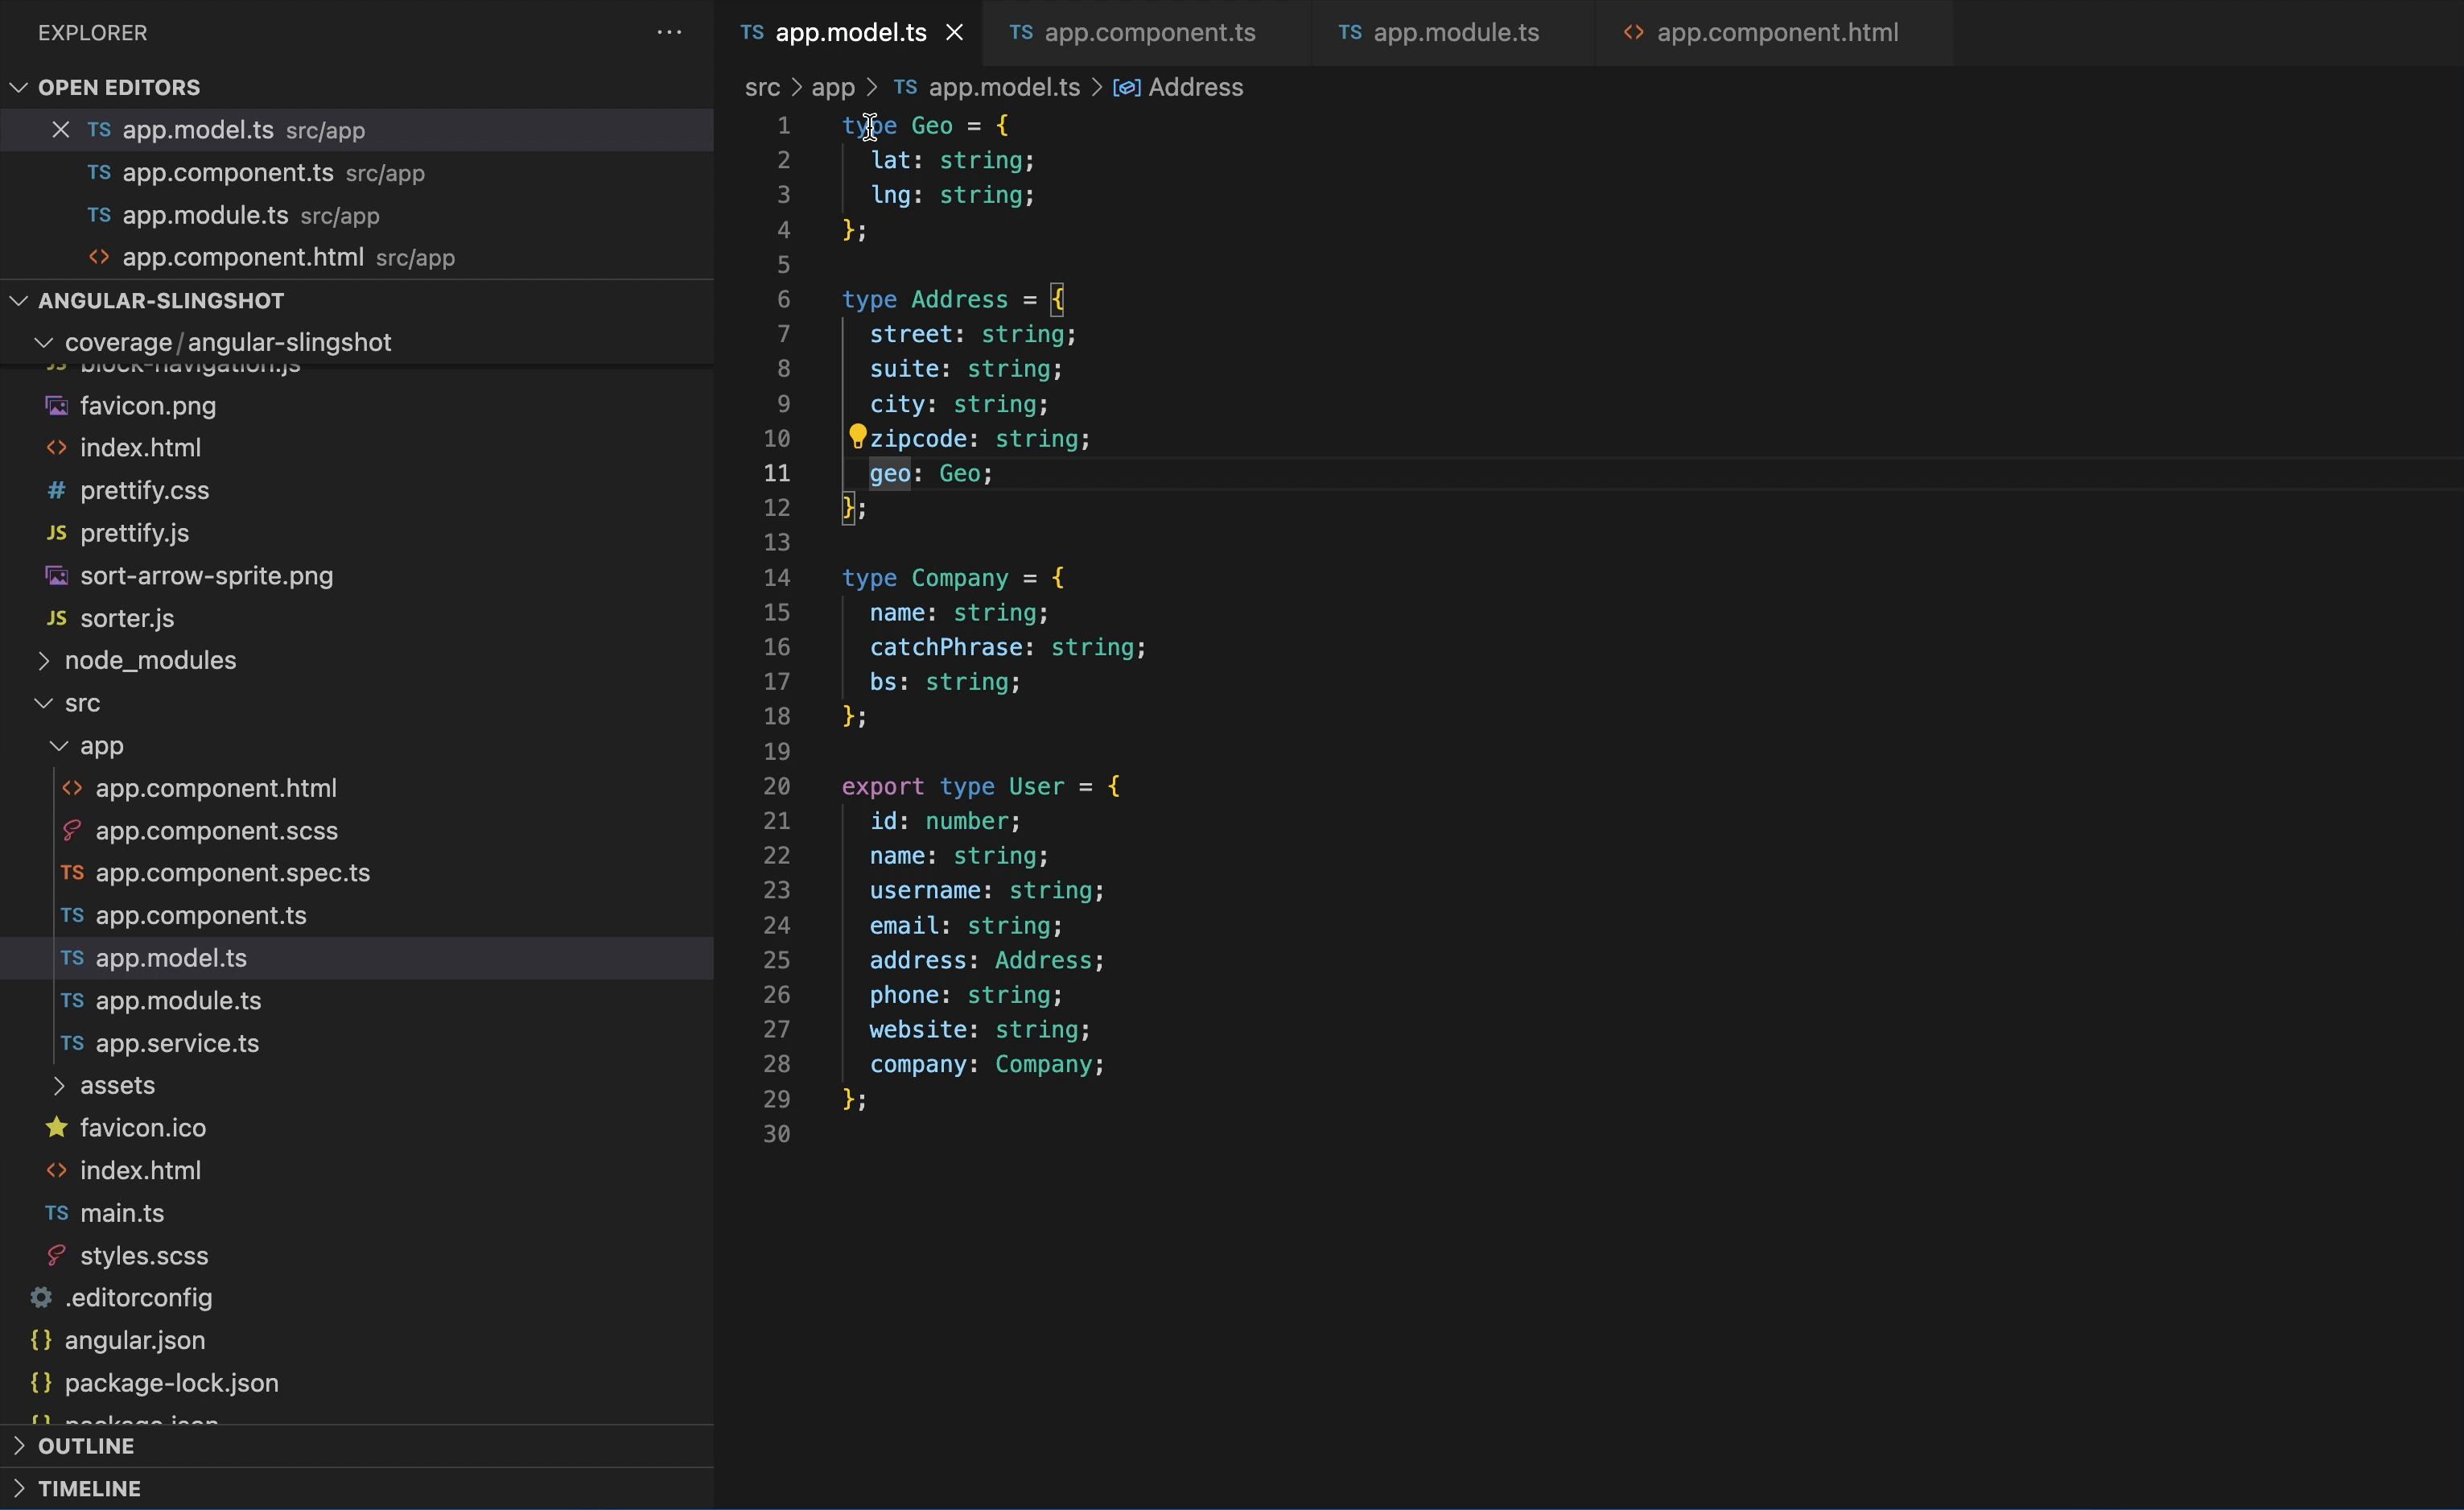 EXPLORER
OPEN EDITORS
TS app.model.ts src/app
TS app.component.ts src/app
TS app.module.ts src/app
<> app.component.html src/app
ANGULAR-SLINGSHOT
coverage/angular-slingshot
JS block-navigation.js
favicon.png
<> index.html
# prettify.css
JS prettify.js
sort-arrow-sprite.png
JS sorter.js
node_modules
src
app
<> app.component.html
app.component.scss
TS app.component.spec.ts
TS app.component.ts
TS app.model.ts
TS app.module.ts
TS app.service.ts
assets
favicon.ico
<> index.html
TS main.ts
styles.scss
.editorconfig
{} angular.json
{} package-lock.json
{} package.json
OUTLINE
TIMELINE
TS app.model.ts
TS app.component.ts
TS app.module.ts
<> app.component.html
src > app > TS app.model.ts > Address
1 type Geo = {
2 lat: string;
3 lng: string;
4 };
5
6 type Address = {
7 street: string;
8 suite: string;
9 city: string;
10 zipcode: string;
11 geo: Geo;
12 };
13
14 type Company = {
15 name: string;
16 catchPhrase: string;
17 bs: string;
18 };
19
20 export type User = {
21 id: number;
22 name: string;
23 username: string;
24 email: string;
25 address: Address;
26 phone: string;
27 website: string;
28 company: Company;
29 };
30